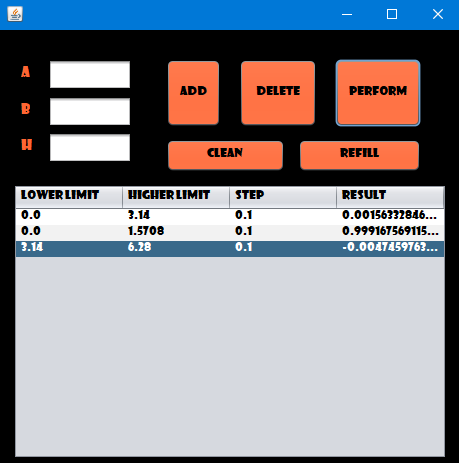 A
B
H
ADD DELETE PERFORM
CLEAN REFILL
LOWER LIMIT HIGHER LIMIT STEP RESULT
0.0 3.14 0.1 0.00156332846...
0.0 1.5708 0.1 0.999167569115...
3.14 6.28 0.1 -0.0047459763...